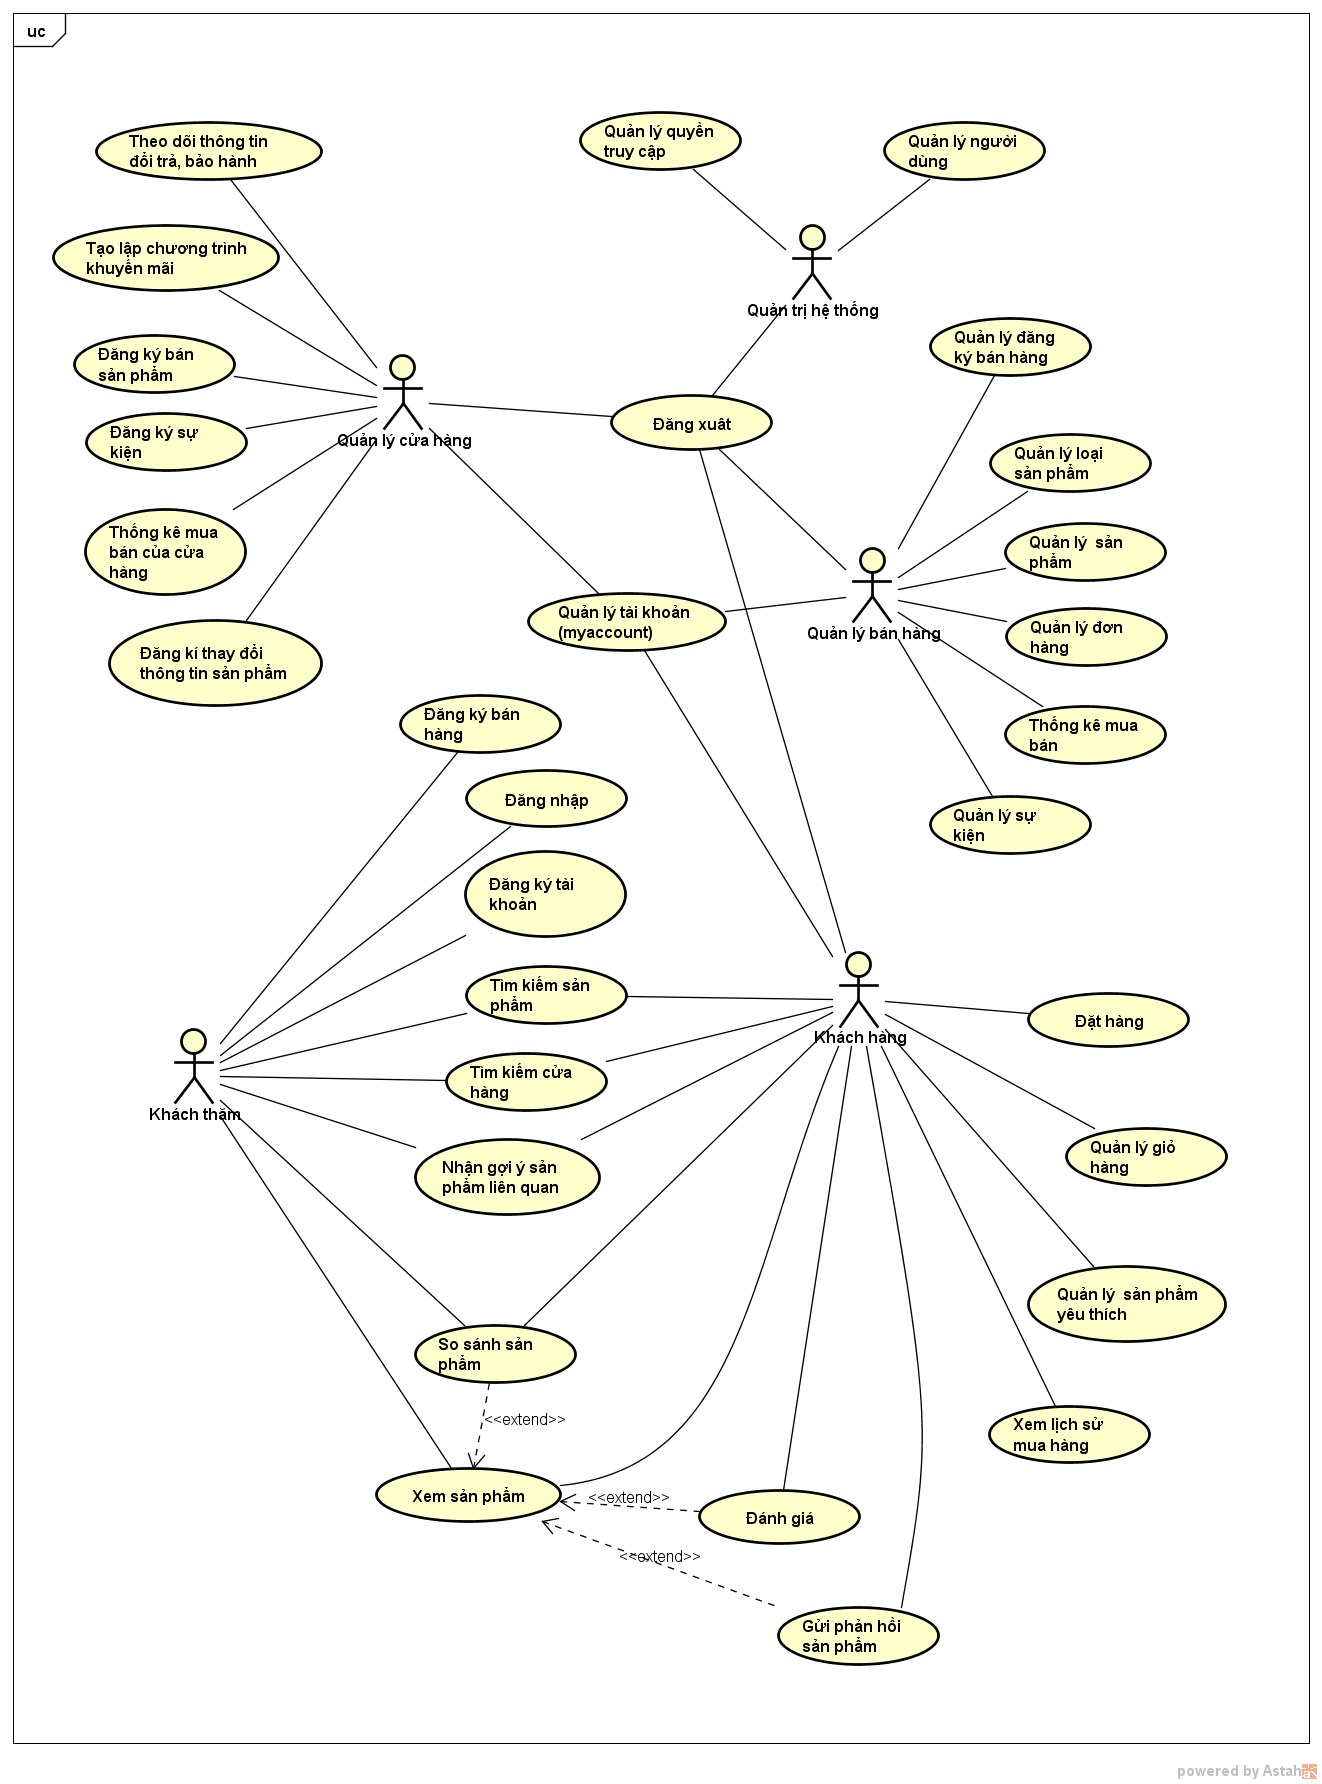 uc
Theo dõi thông tin
đổi trả, bảo hành
Quản lý quyền
truy cập
Quản lý người
dùng
Tạo lập chương trình
khuyến mãi
Quản trị hệ thống
Đăng ký bán
sản phẩm
Quản lý đăng
ký bán hàng
Đăng ký sự
kiện
Quản lý cửa hàng
Đăng xuât
Quản lý loại
sản phẩm
Thống kê mua
bán của cửa
hàng
Quản lý  sản
phẩm
Quản lý tài khoản
(myaccount)
Quản lý bán hàng
Quản lý đơn
hàng
Đăng kí thay đổi
thông tin sản phẩm
Đăng ký bán
hàng
Thống kê mua
bán
Đăng nhập
Quản lý sự
kiện
Đăng ký tài
khoản
Tìm kiếm sản
phẩm
Khách hàng
Đặt hàng
Khách thăm
Tìm kiếm cửa
hàng
Quản lý giỏ
hàng
Nhận gợi ý sản
phẩm liên quan
Quản lý  sản phẩm
yêu thích
So sánh sản
phẩm
<<extend>>
Xem lịch sử
mua hàng
Xem sản phẩm
<<extend>>
Đánh giá
<<extend>>
Gửi phản hồi
sản phẩm
powered by Astah